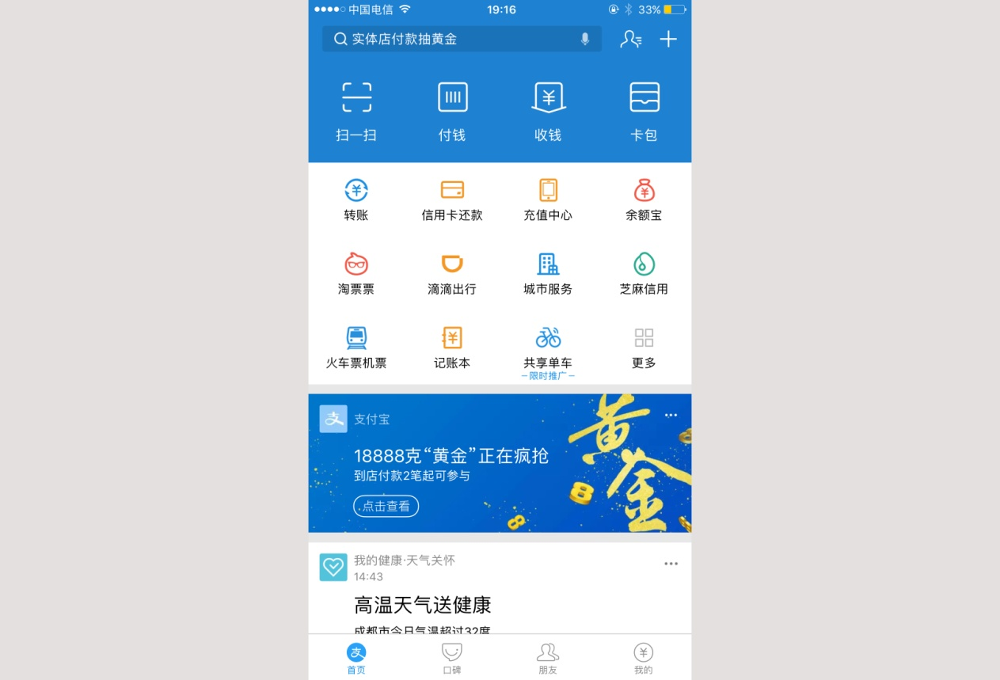 中国电信 19:16 33%
实体店付款抽黄金
扫一扫 付钱 收钱 卡包
转账 信用卡还款 充值中心 余额宝
淘票票 滴滴出行 城市服务 芝麻信用
火车票机票 记账本 共享单车 更多
限时推广
支付宝
18888克“黄金”正在疯抢
到店付款2笔起可参与
点击查看
黄金
我的健康·天气关怀
14:43
高温天气送健康
成都市今日气温超过32度
首页 口碑 朋友 我的